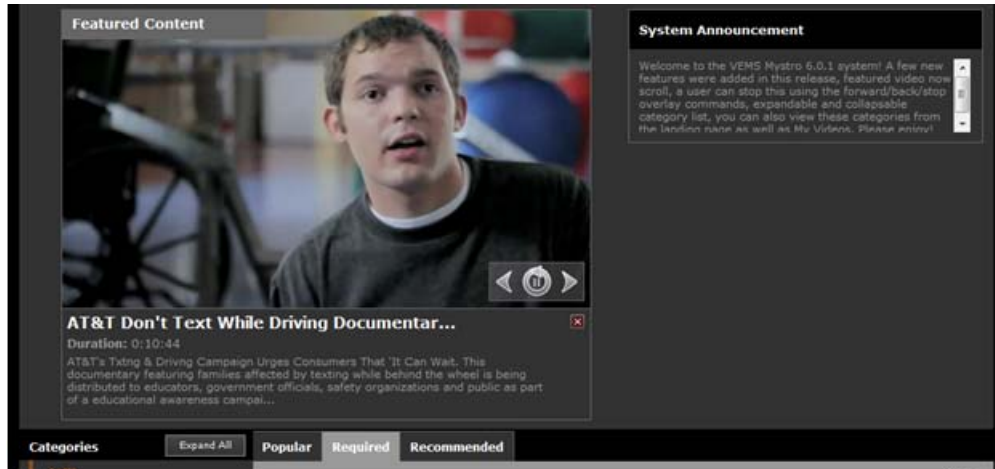 Featured Content
System Announcement
Welcome to the VEMS Mystro 6.0.1 system! A few new
features were added in this release, featured video now
scroll, a user can stop this using the forward/back/stop
overlay commands, expandable and collapsable
category list, you can also view these categories from
the landing page as well as My Videos. Please enjoy!
AT&T Don't Text While Driving Documentar...
Duration: 0:10:44
AT&T's Txtng & Drivng Campaign Urges Consumers That 'It Can Wait. This
documentary featuring families affected by texting while behind the wheel is being
distributed to educators, government officials, safety organizations and public as part
of a educational awareness campai...
Categories
Expand All
Popular
Required
Recommended